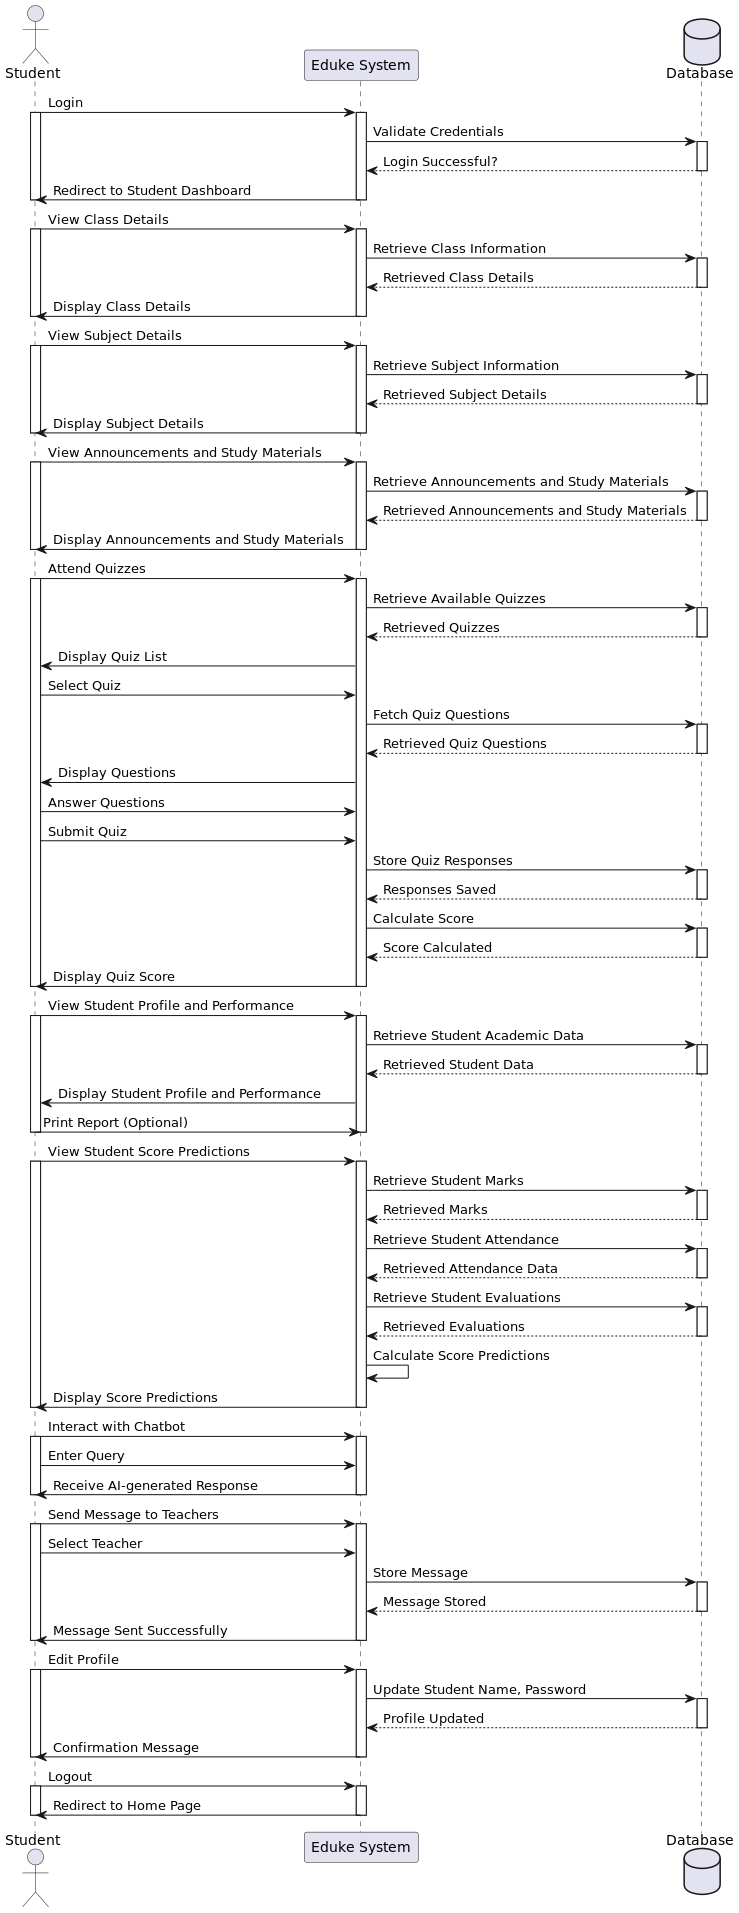 Student
Eduke System
Database
Login
Validate Credentials
Login Successful?
Redirect to Student Dashboard
View Class Details
Retrieve Class Information
Retrieved Class Details
Display Class Details
View Subject Details
Retrieve Subject Information
Retrieved Subject Details
Display Subject Details
View Announcements and Study Materials
Retrieve Announcements and Study Materials
Retrieved Announcements and Study Materials
Display Announcements and Study Materials
Attend Quizzes
Retrieve Available Quizzes
Retrieved Quizzes
Display Quiz List
Select Quiz
Fetch Quiz Questions
Retrieved Quiz Questions
Display Questions
Answer Questions
Submit Quiz
Store Quiz Responses
Responses Saved
Calculate Score
Score Calculated
Display Quiz Score
View Student Profile and Performance
Retrieve Student Academic Data
Retrieved Student Data
Display Student Profile and Performance
Print Report (Optional)
View Student Score Predictions
Retrieve Student Marks
Retrieved Marks
Retrieve Student Attendance
Retrieved Attendance Data
Retrieve Student Evaluations
Retrieved Evaluations
Calculate Score Predictions
Display Score Predictions
Interact with Chatbot
Enter Query
Receive AI-generated Response
Send Message to Teachers
Select Teacher
Store Message
Message Stored
Message Sent Successfully
Edit Profile
Update Student Name, Password
Profile Updated
Confirmation Message
Logout
Redirect to Home Page
Student
Eduke System
Database